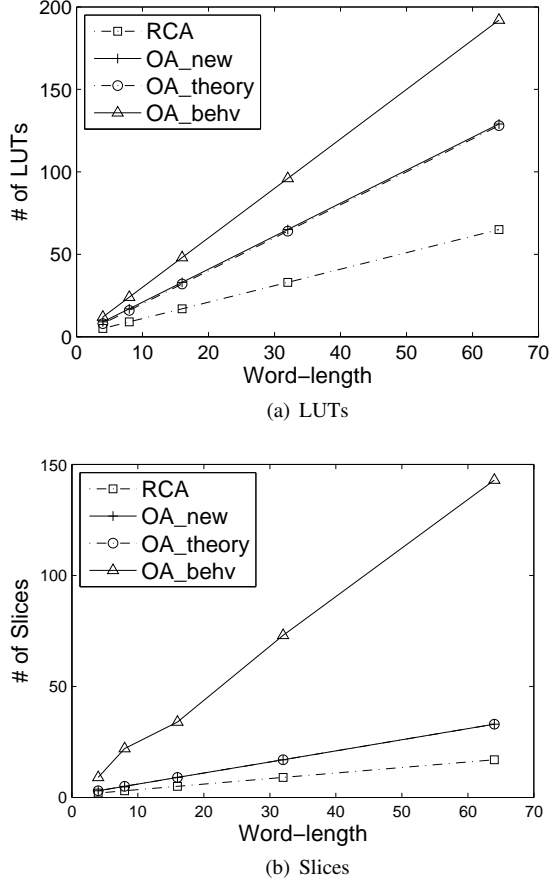 200
150
100
50
0
# of LUTs
RCA
OA_new
OA_theory
OA_behv
0 10 20 30 40 50 60 70
Word-length
(a) LUTs
150
100
50
0
# of Slices
RCA
OA_new
OA_theory
OA_behv
0 10 20 30 40 50 60 70
Word-length
(b) Slices